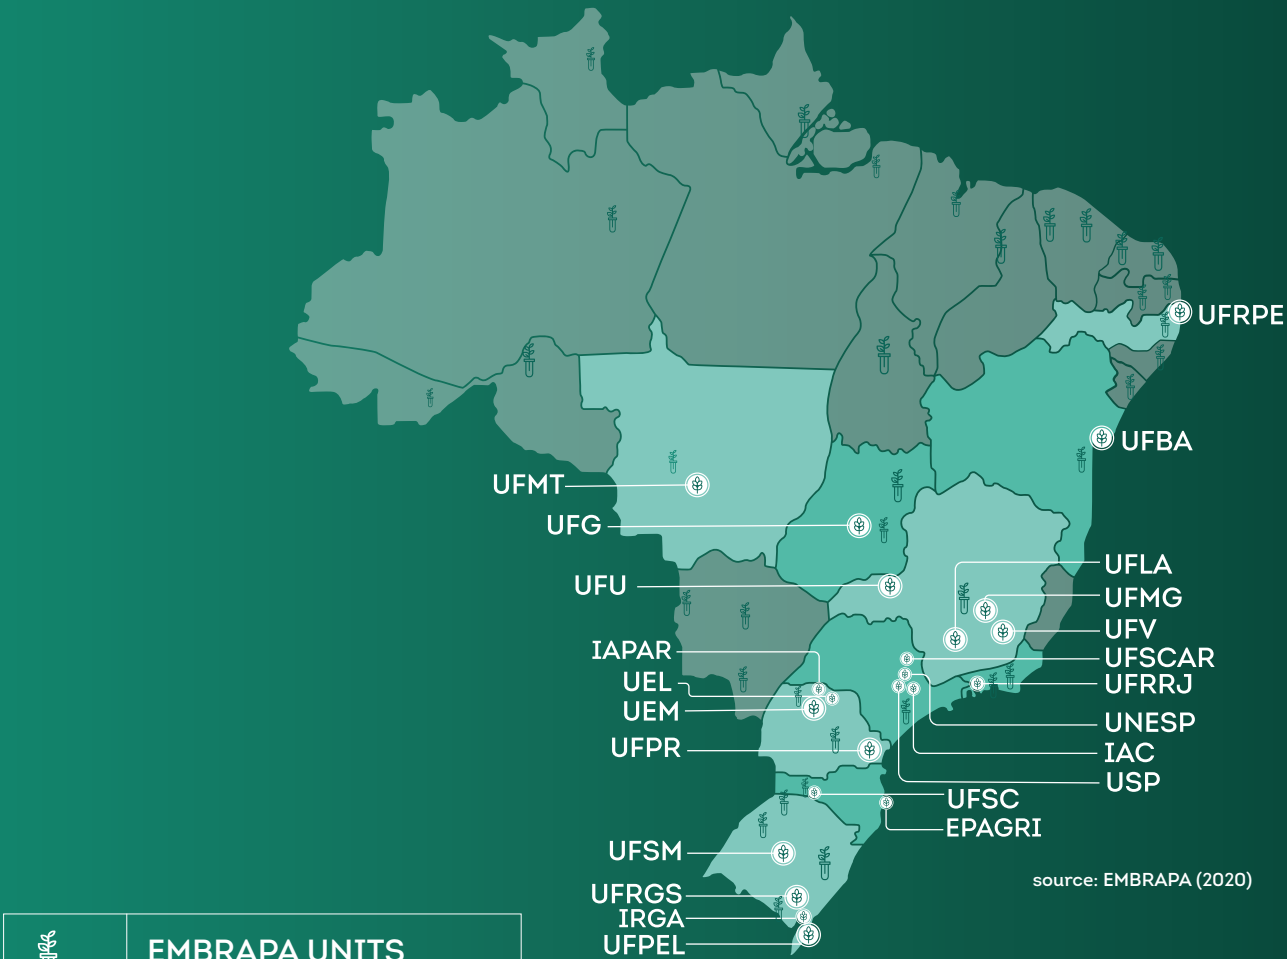 UFRPE
UFBA
UFMT
UFG
UFLA
UFU
UFMG
UFV
IAPAR
UFSCAR
UEL
UFRRJ
UEM
UNESP
UFPR
IAC
USP
UFSC
EPAGRI
UFSM
source: EMBRAPA (2020)
UFRGS
IRGA
UFPEL
EMBRAPA UNITS